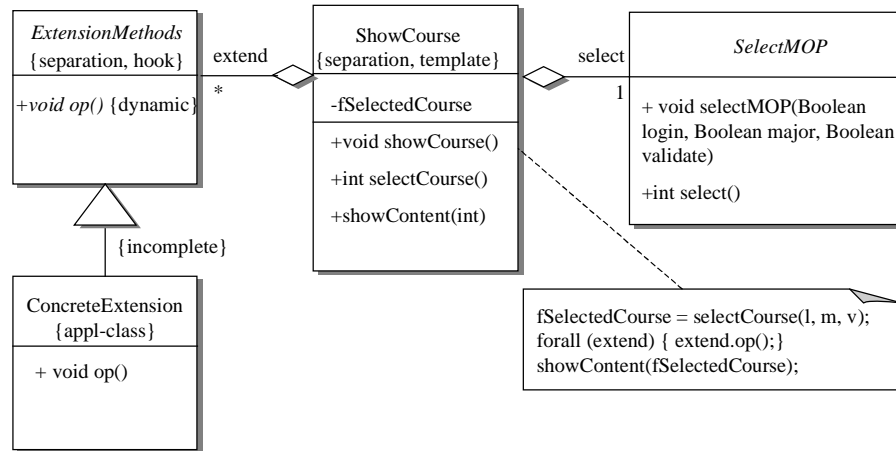 ExtensionMethods
{separation, hook}
+void op() {dynamic}
extend
*
ShowCourse
{separation, template}
-fSelectedCourse
+void showCourse()
+int selectCourse()
+showContent(int)
select
1
SelectMOP
+ void selectMOP(Boolean
login, Boolean major, Boolean
validate)
+int select()
{incomplete}
ConcreteExtension
{appl-class}
+ void op()
fSelectedCourse = selectCourse(l, m, v);
forall (extend) { extend.op();}
showContent(fSelectedCourse);